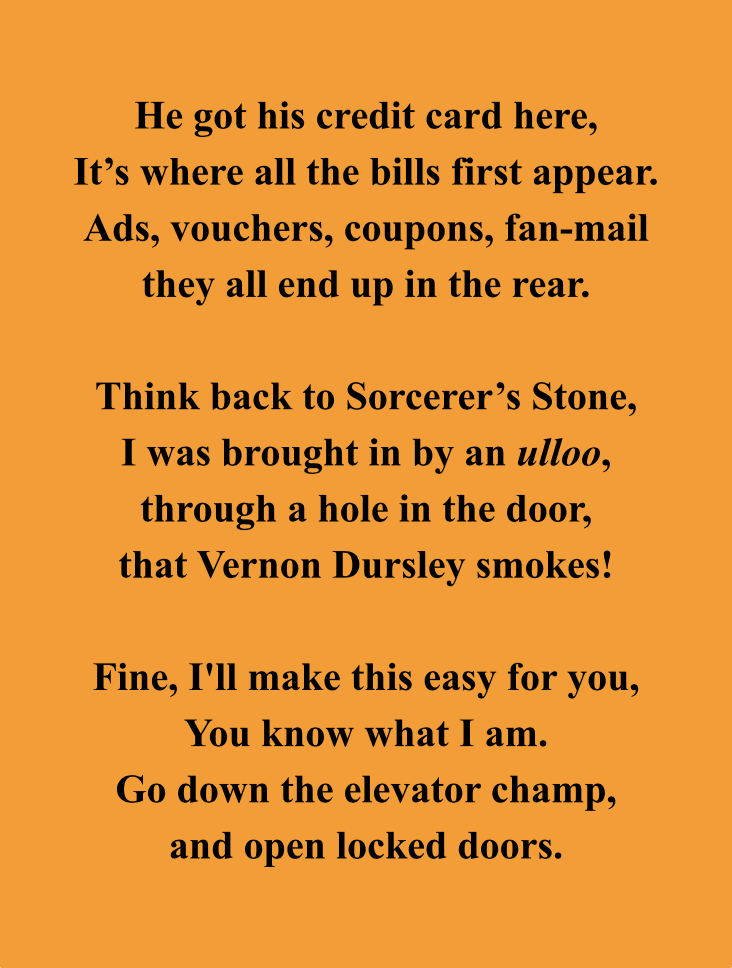 He got his credit card here,
It’s where all the bills first appear.
Ads, vouchers, coupons, fan-mail
they all end up in the rear.
Think back to Sorcerer’s Stone,
I was brought in by an ulloo,
through a hole in the door,
that Vernon Dursley smokes!
Fine, I'll make this easy for you,
You know what I am.
Go down the elevator champ,
and open locked doors.